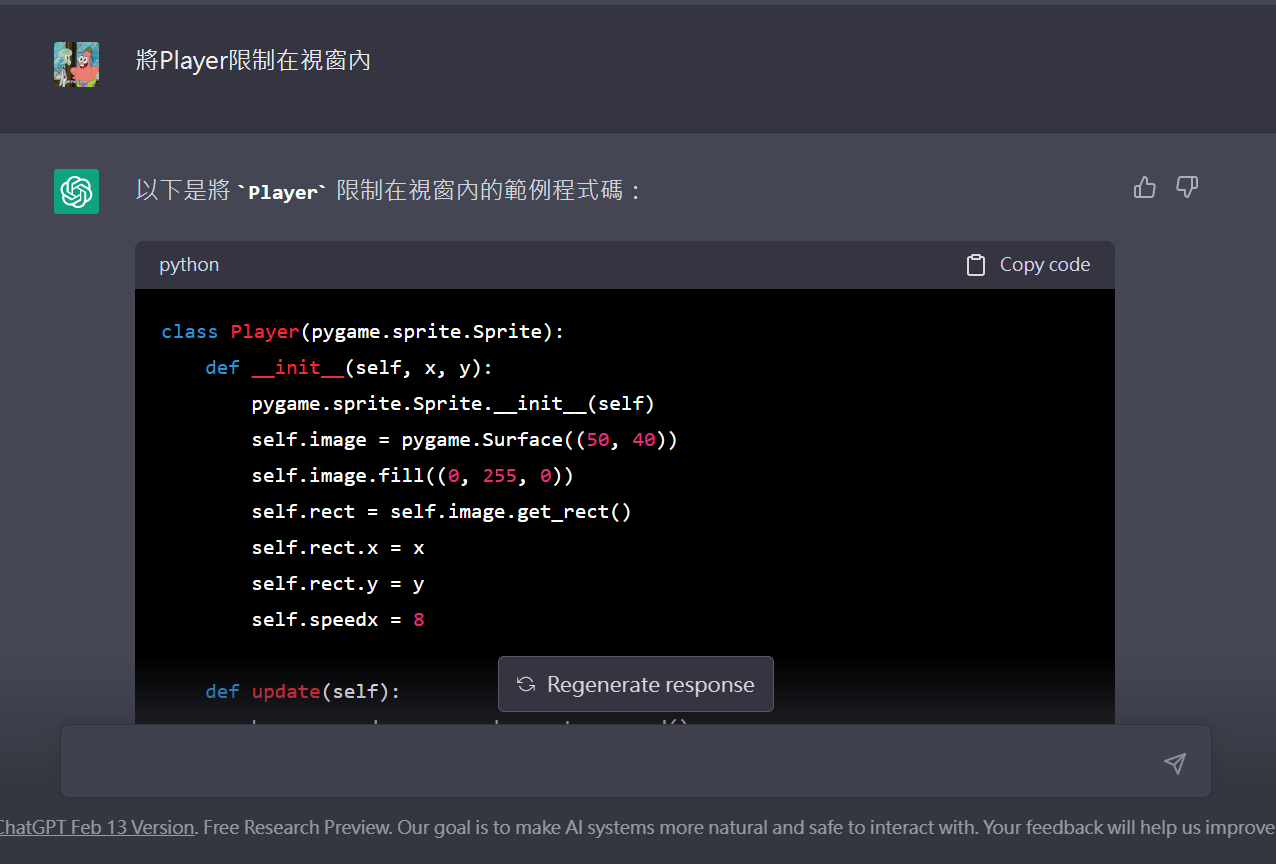 將Player限制在視窗內
以下是將 `Player` 限制在視窗內的範例程式碼：
python
Copy code
class Player(pygame.sprite.Sprite):
    def __init__(self, x, y):
        pygame.sprite.Sprite.__init__(self)
        self.image = pygame.Surface((50, 40))
        self.image.fill((0, 255, 0))
        self.rect = self.image.get_rect()
        self.rect.x = x
        self.rect.y = y
        self.speedx = 8
    def update(self):
Regenerate response
ChatGPT Feb 13 Version. Free Research Preview. Our goal is to make AI systems more natural and safe to interact with. Your feedback will help us improve